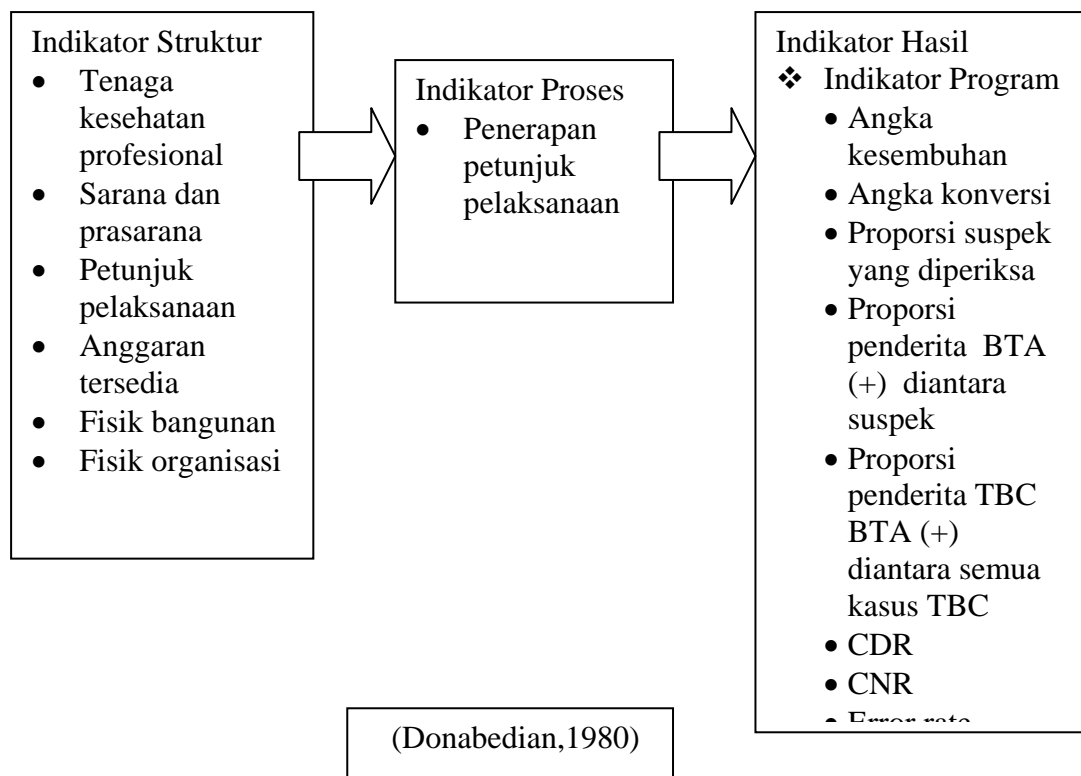 Indikator Struktur
• Tenaga
kesehatan
profesional
• Sarana dan
prasarana
• Petunjuk
pelaksanaan
• Anggaran
tersedia
• Fisik bangunan
• Fisik organisasi
Indikator Proses
• Penerapan
petunjuk
pelaksanaan
Indikator Hasil
❖ Indikator Program
• Angka
kesembuhan
• Angka konversi
• Proporsi suspek
yang diperiksa
• Proporsi
penderita BTA
(+) diantara
suspek
• Proporsi
penderita TBC
BTA (+)
diantara semua
kasus TBC
• CDR
• CNR
• Error rate
(Donabedian,1980)